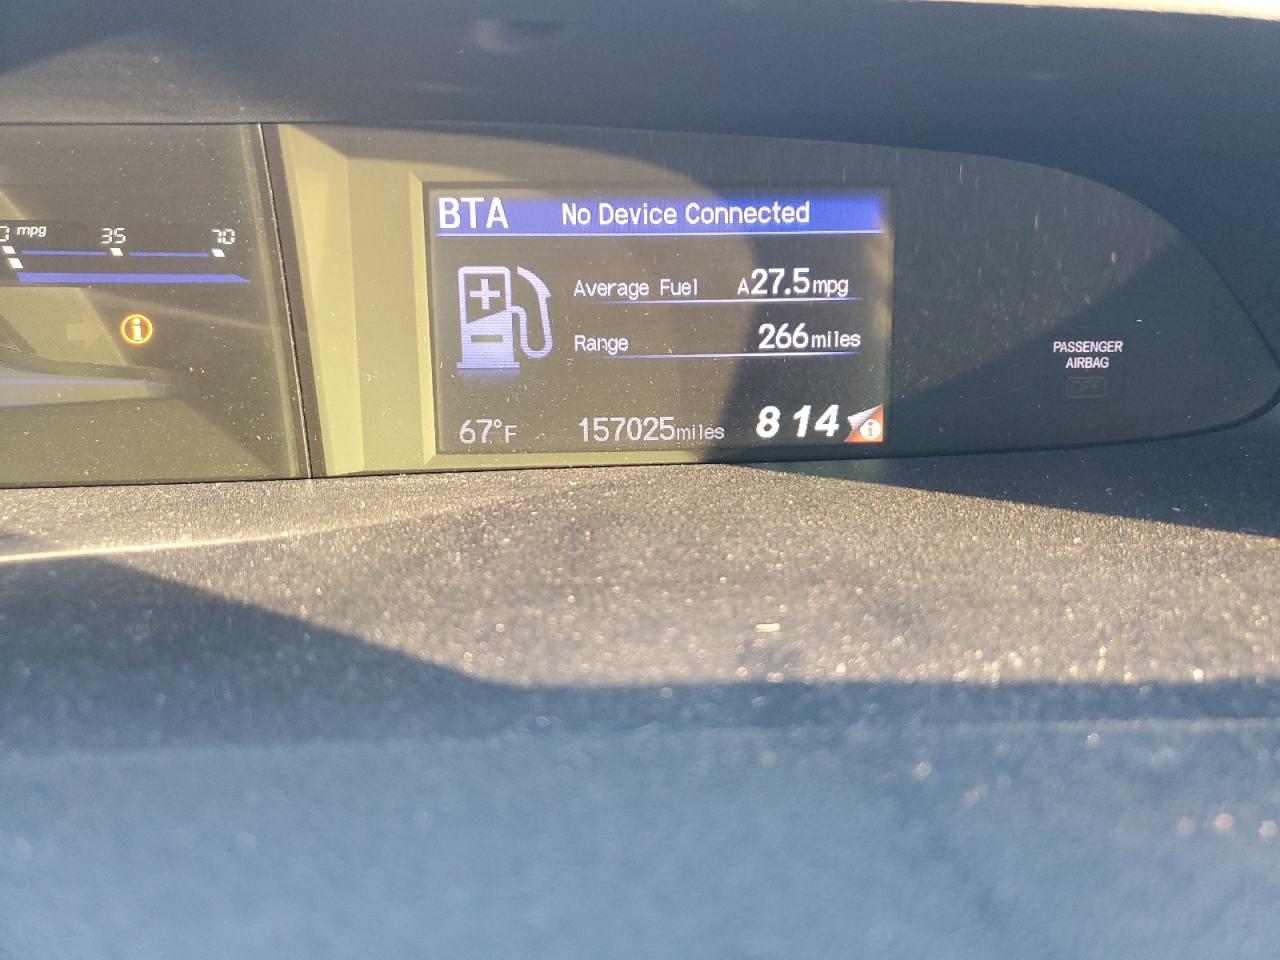 mpg 35 70
BTA No Device Connected
Average Fuel A27.5mpg
Range 266miles
67°F 157025miles 8 14
PASSENGER
AIRBAG
OFF